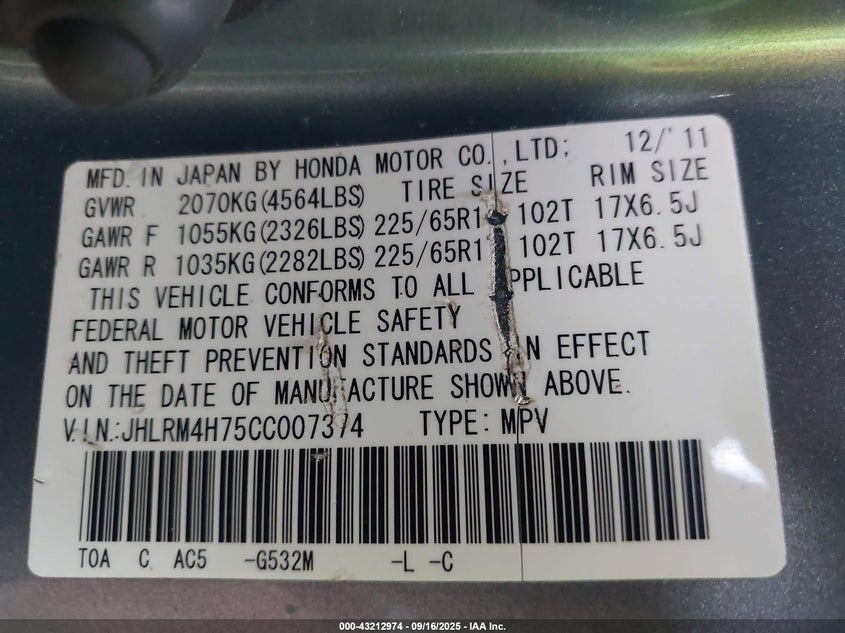 MFD. IN JAPAN BY HONDA MOTOR CO., LTD; 12/'11
GVWR 2070KG(4564LBS) TIRE SIZE RIM SIZE
GAWR F 1055KG(2326LBS) 225/65R1 102T 17X6.5J
GAWR R 1035KG(2282LBS) 225/65R1 102T 17X6.5J
THIS VEHICLE CONFORMS TO ALL PPLICABLE
FEDERAL MOTOR VEHICLE SAFETY
AND THEFT PREVENTION STANDARDS IN EFFECT
ON THE DATE OF MANUFACTURE SHOWN ABOVE.
V.I.N.:JHLRM4H75CC007374 TYPE: MPV
TOA C AC5 -G532M -L -C
000-43212974 - 09/16/2025 - IAA Inc.